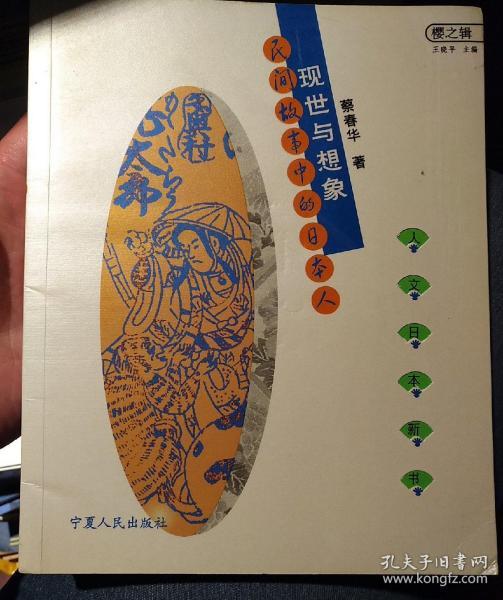 樱之辑
王晓平 主编
现世与想象
民间故事中的日本人
蔡春华 著
人文日本新书
太郎
宁夏人民出版社
孔夫子旧书网
www.kongfz.com